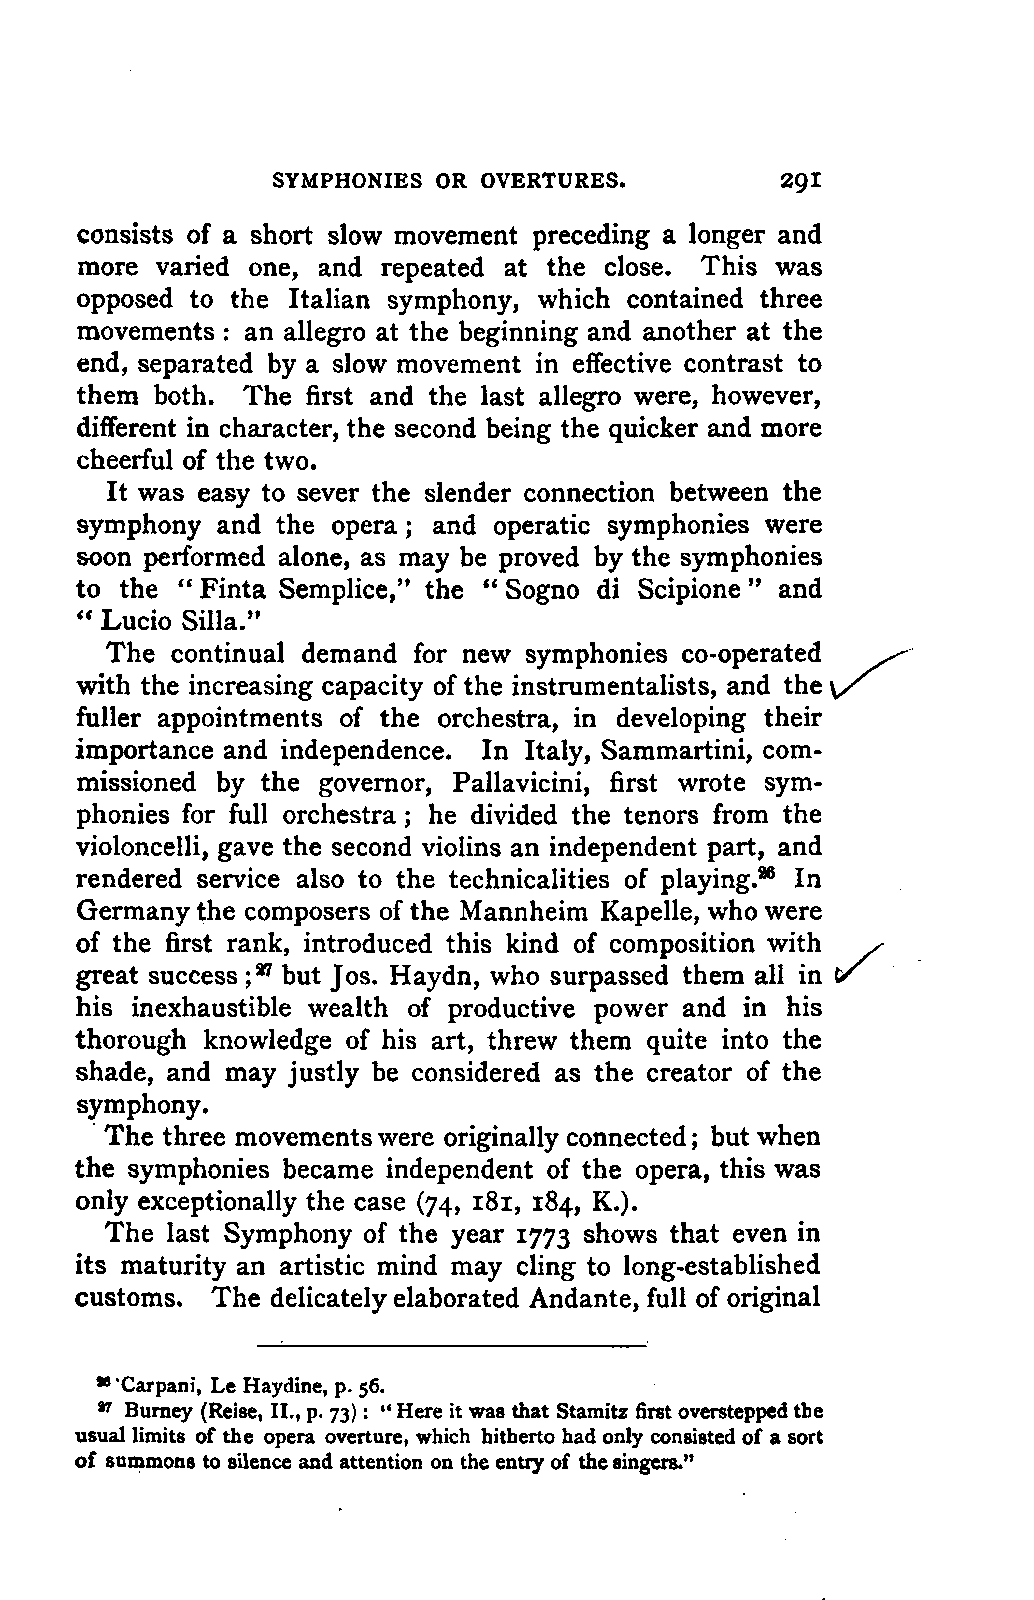 SYMPHONIES OR OVERTURES. 291
consists of a short slow movement preceding a longer and
more varied one, and repeated at the close. This was
opposed to the Italian symphony, which contained three
movements : an allegro at the beginning and another at the
end, separated by a slow movement in effective contrast to
them both. The first and the last allegro were, however,
different in character, the second being the quicker and more
cheerful of the two.
It was easy to sever the slender connection between the
symphony and the opera ; and operatic symphonies were
soon performed alone, as may be proved by the symphonies
to the “ Finta Semplice,” the “ Sogno di Scipione ” and
“ Lucio Silla.”
The continual demand for new symphonies co-operated
with the increasing capacity of the instrumentalists, and the
fuller appointments of the orchestra, in developing their
importance and independence. In Italy, Sammartini, com-
missioned by the governor, Pallavicini, first wrote sym-
phonies for full orchestra ; he divided the tenors from the
violoncelli, gave the second violins an independent part, and
rendered service also to the technicalities of playing.²⁶ In
Germany the composers of the Mannheim Kapelle, who were
of the first rank, introduced this kind of composition with
great success ;²⁷ but Jos. Haydn, who surpassed them all in
his inexhaustible wealth of productive power and in his
thorough knowledge of his art, threw them quite into the
shade, and may justly be considered as the creator of the
symphony.
The three movements were originally connected ; but when
the symphonies became independent of the opera, this was
only exceptionally the case (74, 181, 184, K.).
The last Symphony of the year 1773 shows that even in
its maturity an artistic mind may cling to long-established
customs. The delicately elaborated Andante, full of original
²⁶ Carpani, Le Haydine, p. 56.
²⁷ Burney (Reise, II., p. 73) : “ Here it was that Stamitz first overstepped the
usual limits of the opera overture, which hitherto had only consisted of a sort
of summons to silence and attention on the entry of the singers.”